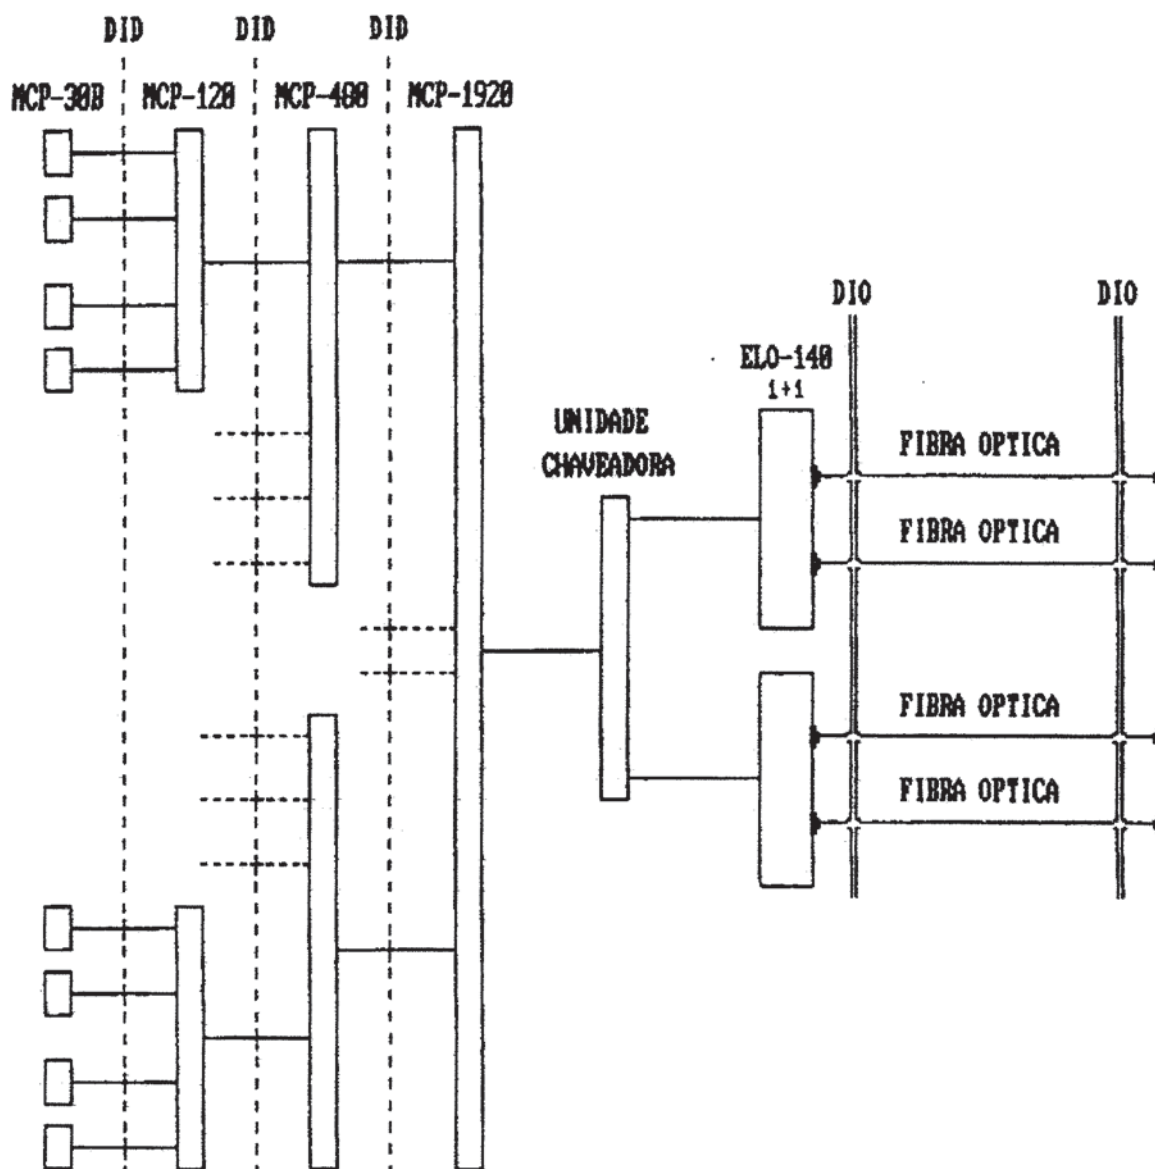 DID DID DID
MCP-30B MCP-120 MCP-480 MCP-1920
DIO DIO
ELO-140
1+1
UNIDADE
CHAVEADORA
FIBRA OPTICA
FIBRA OPTICA
FIBRA OPTICA
FIBRA OPTICA